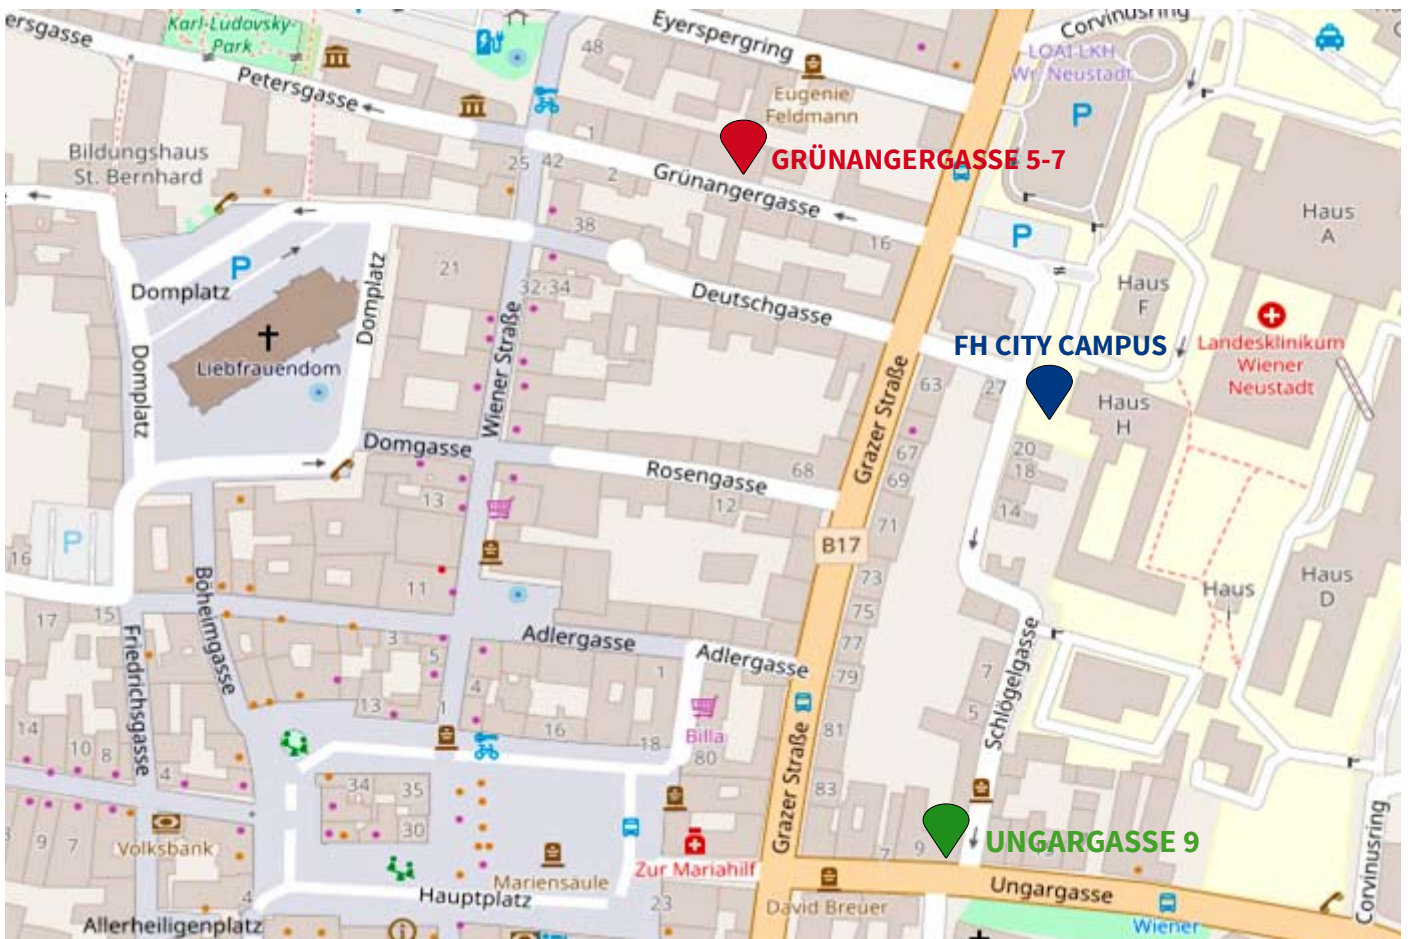 ersgasse
Karl-Ludovsky-
Park
Petersgasse
Eyerspergring
Corvinusring
LOAI-LKH
Wr. Neustadt
P
48
Eugenie
Feldmann
Bildungshaus
St. Bernhard
1
25
42
2
GRÜNANGERGASSE 5-7
Grünangergasse
16
P
Haus
A
38
21
P
Domplatz
Domplatz
Domplatz
32-34
Deutschgasse
Haus
F
Liebfrauendom
Wiener Straße
FH CITY CAMPUS
Landesklinikum
Wiener
Neustadt
Grazer Straße
63
27
Haus
H
Domgasse
Rosengasse
68
12
67
69
20
18
14
13
71
P
B17
16
Böheimgasse
11
73
75
77
79
Haus
I
Haus
D
17
15
Friedrichsgasse
3
5
Adlergasse
Adlergasse
1
7
5
Schlögelgasse
13
1
4
16
18
Billa
80
Grazer Straße
81
83
14
10
8
4
34
35
30
9
7
Volksbank
Mariensäule
Zur Mariahilf
7
9
UNGARGASSE 9
Ungargasse
Corvinusring
4
Hauptplatz
23
David Breuer
Wiener
Allerheiligenplatz